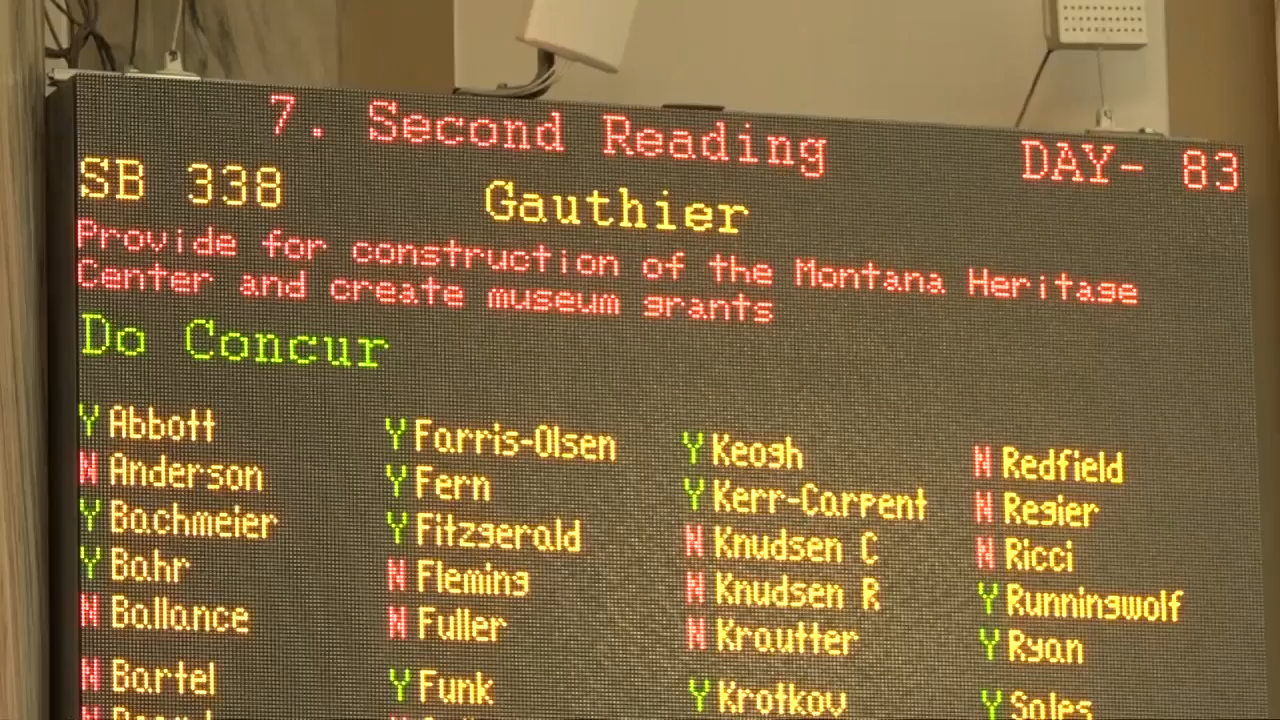 7. Second Reading DAY- 83
SB 338 Gauthier
Provide for construction of the Montana Heritage
Center and create museum grants
Do Concur
Y Abbott Y Farris-Olsen Y Keogh N Redfield
N Anderson Y Fern Y Kerr-Carpent N Regier
Y Bachmeier Y Fitzgerald N Knudsen C N Ricci
Y Bahr N Fleming N Knudsen R Y Runningwolf
N Ballance N Fuller N Krautter Y Ryan
N Bartel Y Funk Y Krotkov Y Sales